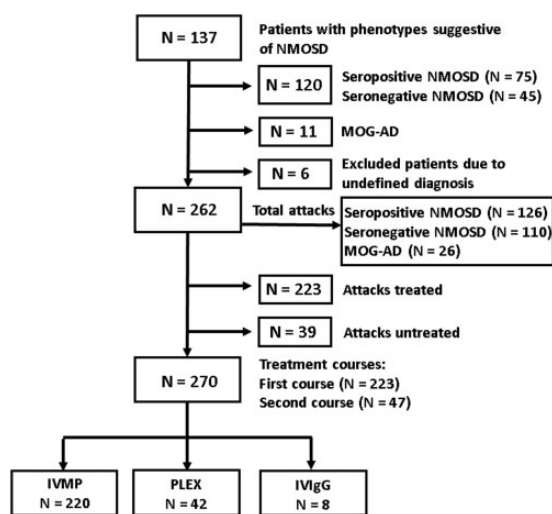 N = 137
Patients with phenotypes suggestive
of NMOSD
N = 120
Seropositive NMOSD (N = 75)
Seronegative NMOSD (N = 45)
N = 11
MOG-AD
N = 6
Excluded patients due to
undefined diagnosis
N = 262
Total attacks
Seropositive NMOSD (N = 126)
Seronegative NMOSD (N = 110)
MOG-AD (N = 26)
N = 223
Attacks treated
N = 39
Attacks untreated
N = 270
Treatment courses:
First course (N = 223)
Second course (N = 47)
IVMP
N = 220
PLEX
N = 42
IVIgG
N = 8